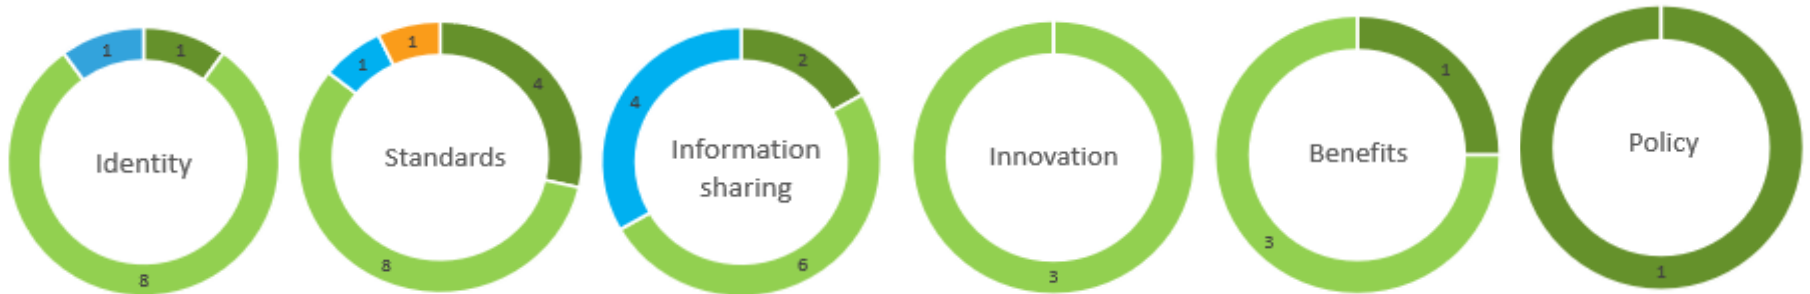 1
1
Identity
8
1
1
4
Standards
8
2
4
Information
sharing
6
Innovation
3
1
Benefits
3
Policy
1